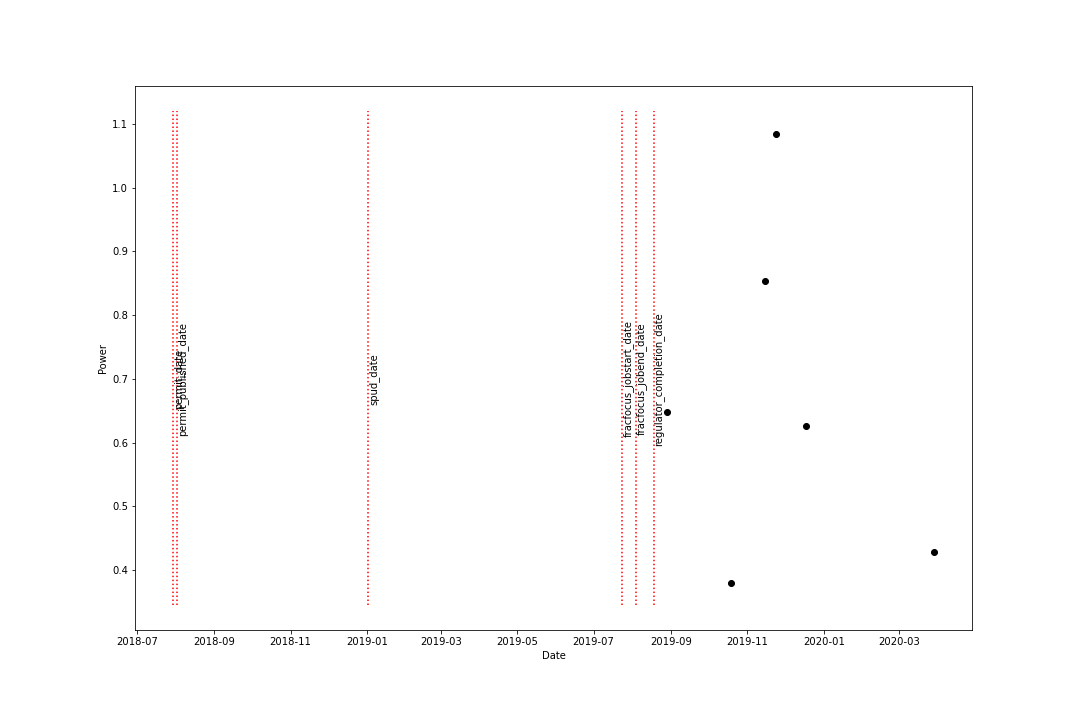 1.1
1.0
0.9
0.8
0.7
0.6
0.5
0.4
Power
permit_date
permit_published_date
spud_date
fracfocus_jobstart_date
fracfocus_jobend_date
regulator_completion_date
2018-07 2018-09 2018-11 2019-01 2019-03 2019-05 2019-07 2019-09 2019-11 2020-01 2020-03
Date